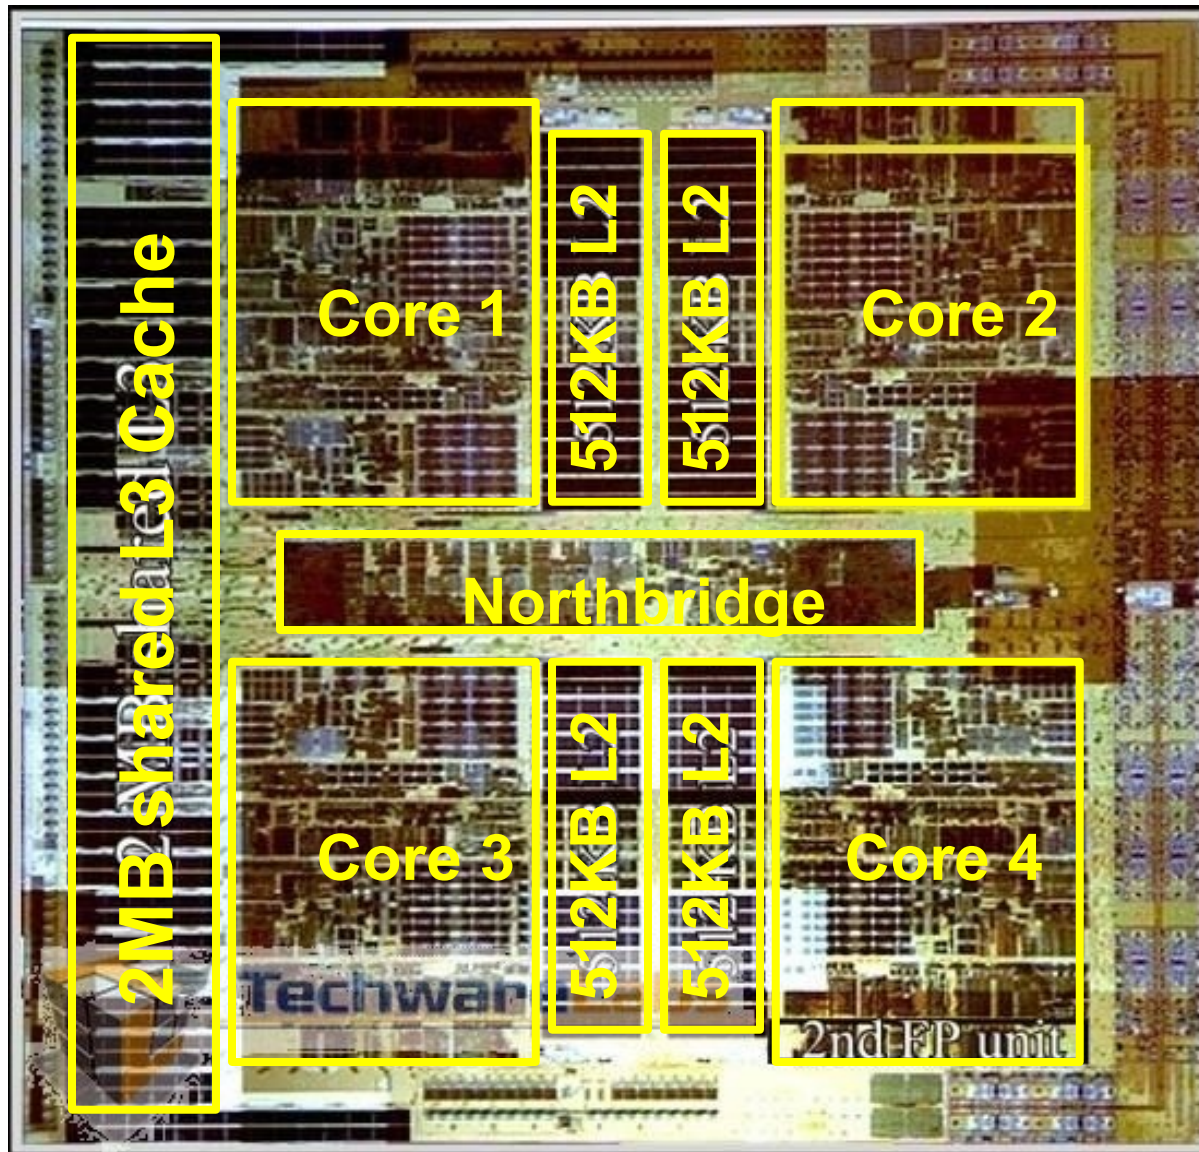 2MB shared L3 Cache
Core 1
512KB L2
512KB L2
Core 2
Northbridge
Core 3
512KB L2
512KB L2
Core 4
Techware
2nd FP unit